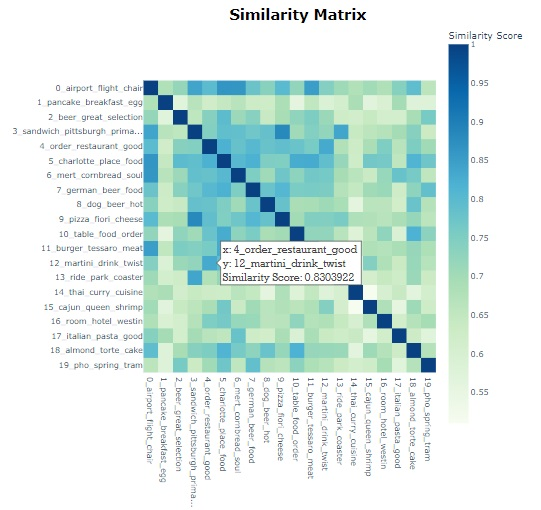 Similarity Matrix
Similarity Score
0_airport_flight_chair
1_pancake_breakfast_egg
2_beer_great_selection
3_sandwich_pittsburgh_prima...
4_order_restaurant_good
5_charlotte_place_food
6_mert_cornbread_soul
7_german_beer_food
8_dog_beer_hot
9_pizza_fiori_cheese
10_table_food_order
11_burger_tessaro_meat
12_martini_drink_twist
13_ride_park_coaster
14_thai_curry_cuisine
15_cajun_queen_shrimp
16_room_hotel_westin
17_italian_pasta_good
18_almond_torte_cake
19_pho_spring_tram
x: 4_order_restaurant_good
y: 12_martini_drink_twist
Similarity Score: 0.8303922
1
0.95
0.9
0.85
0.8
0.75
0.7
0.65
0.6
0.55
0_airport_flight_chair
1_pancake_breakfast_egg
2_beer_great_selection
3_sandwich_pittsburgh_prima...
4_order_restaurant_good
5_charlotte_place_food
6_mert_cornbread_soul
7_german_beer_food
8_dog_beer_hot
9_pizza_fiori_cheese
10_table_food_order
11_burger_tessaro_meat
12_martini_drink_twist
13_ride_park_coaster
14_thai_curry_cuisine
15_cajun_queen_shrimp
16_room_hotel_westin
17_italian_pasta_good
18_almond_torte_cake
19_pho_spring_tram